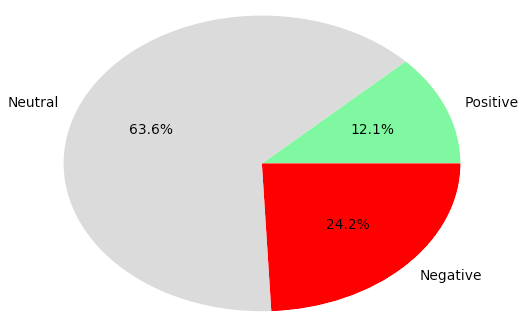 Neutral
Positive
63.6%
12.1%
24.2%
Negative